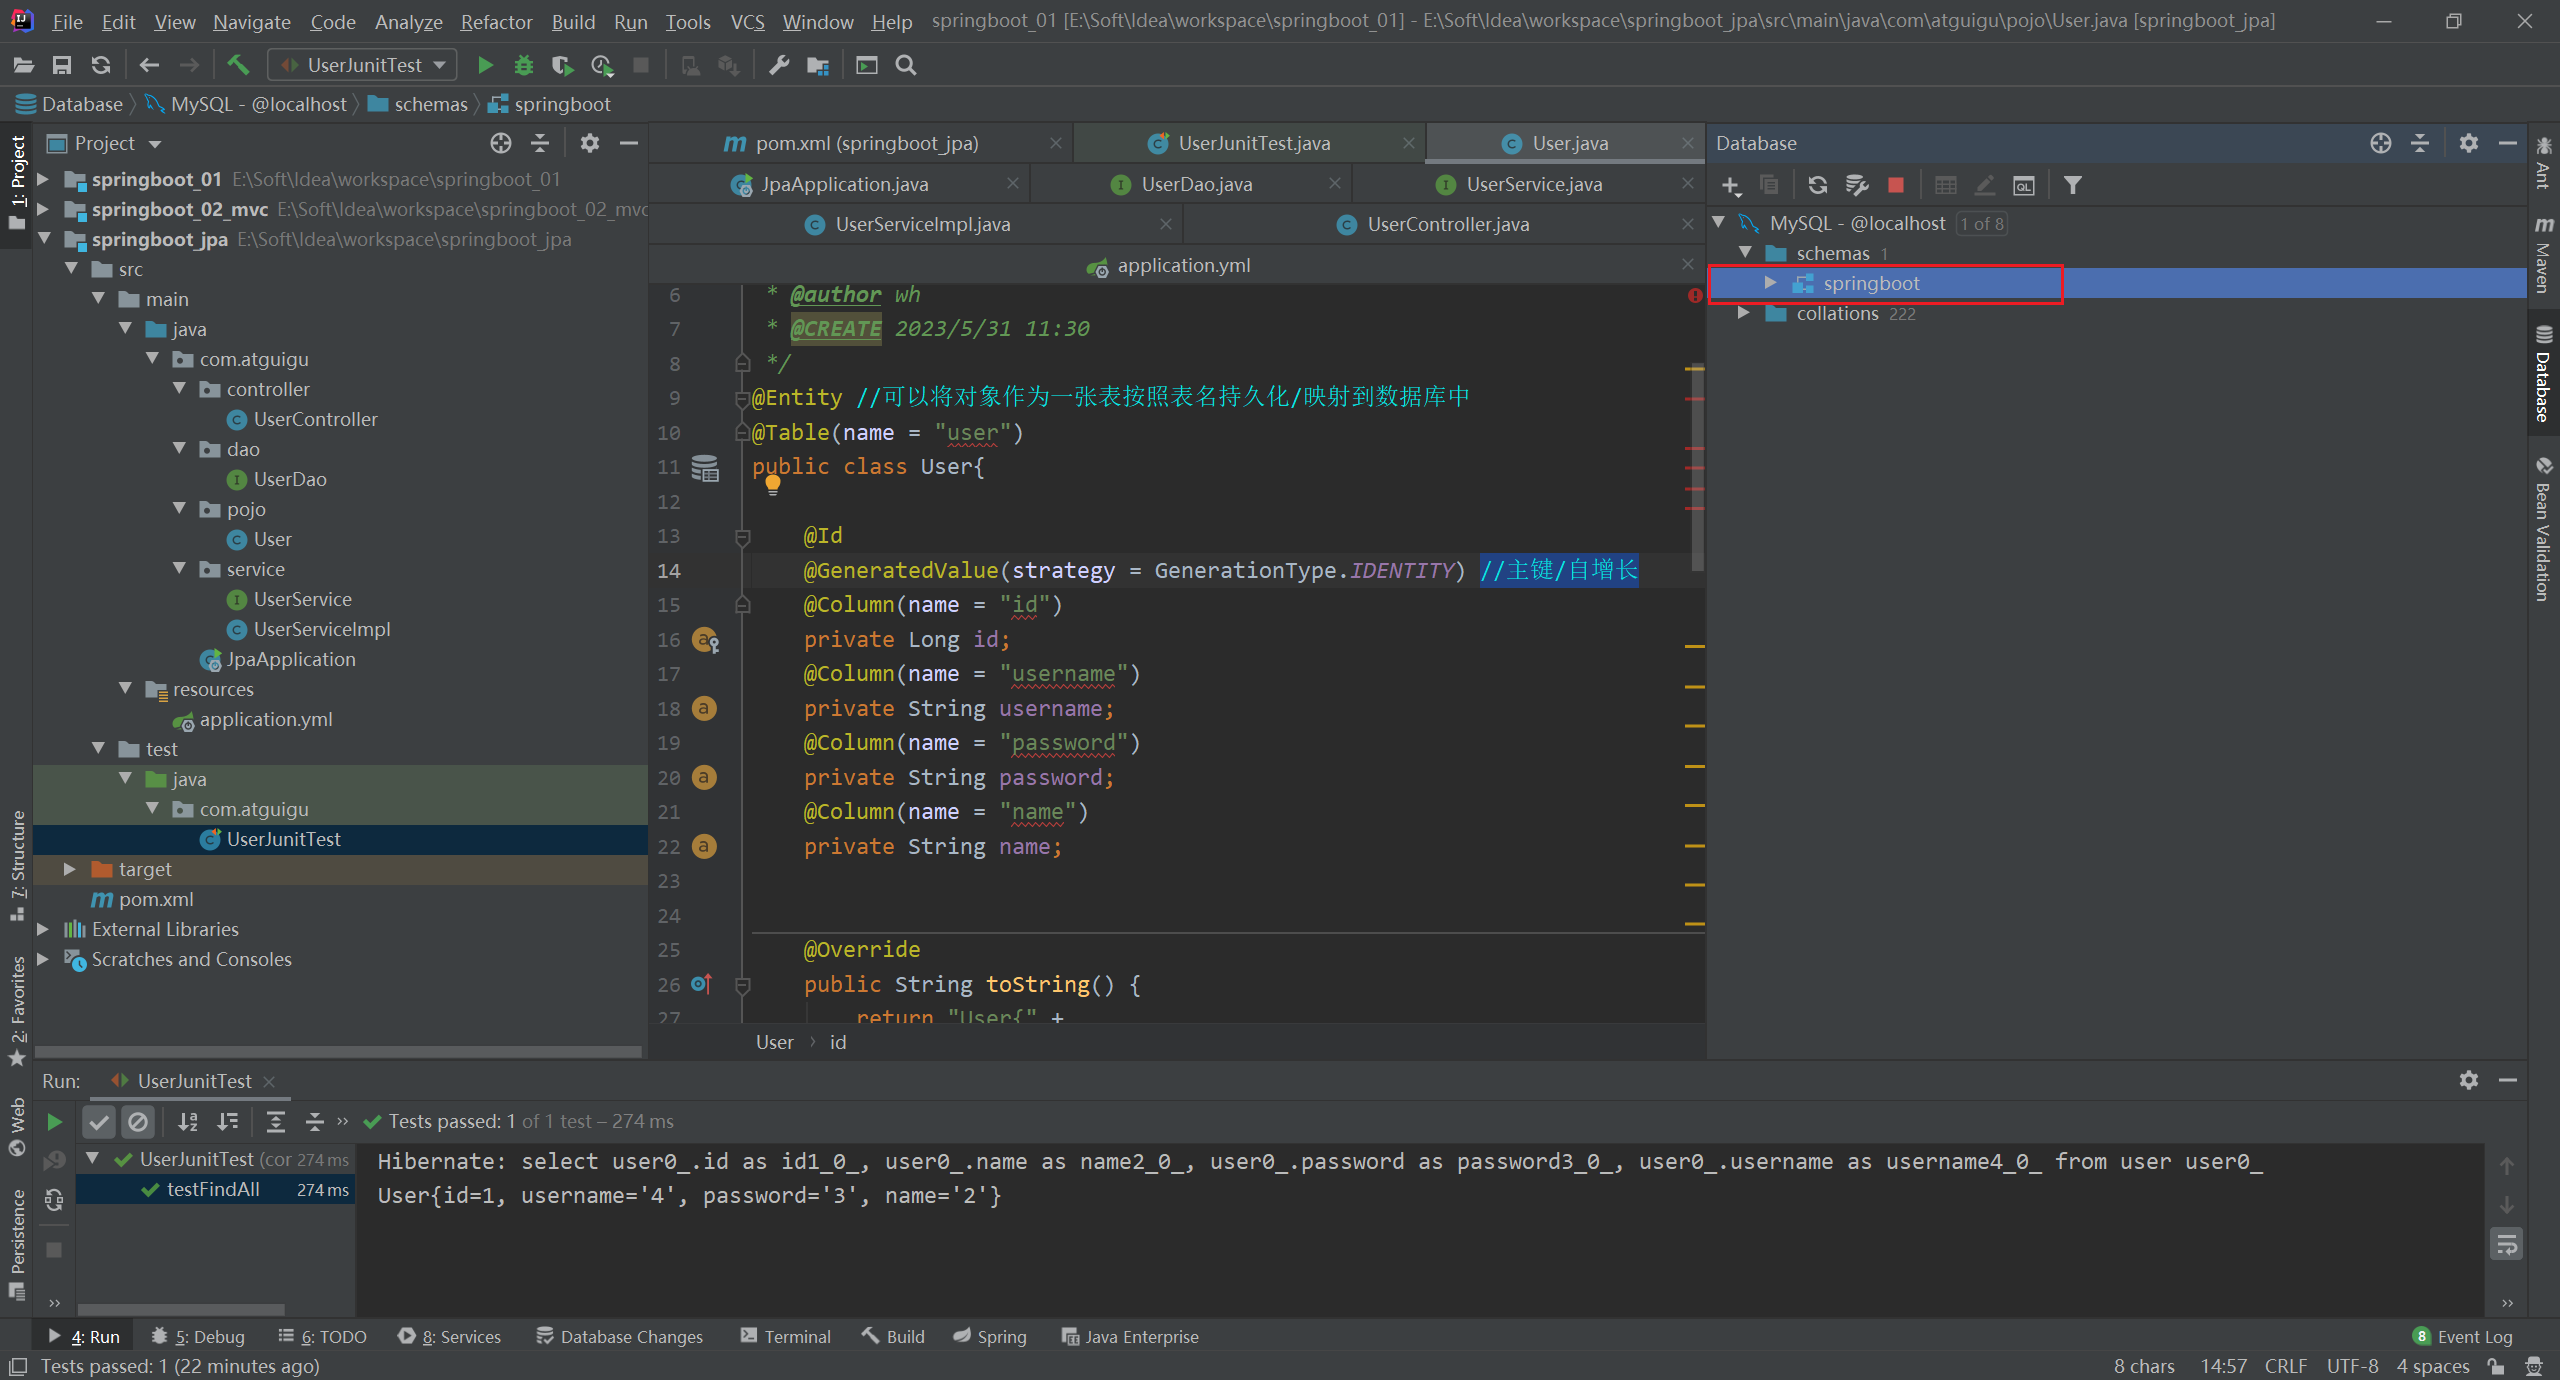 File Edit View Navigate Code Analyze Refactor Build Run Tools VCS Window Help springboot_01 [E:\Soft\Idea\workspace\springboot_01] - E:\Soft\Idea\workspace\springboot_jpa\src\main\java\com\atguigu\pojo\User.java [springboot_jpa]
UserJunitTest
Database MySQL - @localhost schemas springboot
1: Project
7: Structure
2: Favorites
Web
Persistence
Project
springboot_01 E:\Soft\Idea\workspace\springboot_01
springboot_02_mvc E:\Soft\Idea\workspace\springboot_02_mvc
springboot_jpa E:\Soft\Idea\workspace\springboot_jpa
src
main
java
com.atguigu
controller
UserController
dao
UserDao
pojo
User
service
UserService
UserServiceImpl
JpaApplication
resources
application.yml
test
java
com.atguigu
UserJunitTest
target
pom.xml
External Libraries
Scratches and Consoles
pom.xml (springboot_jpa) UserJunitTest.java User.java
JpaApplication.java UserDao.java UserService.java
UserServiceImpl.java UserController.java
application.yml
6 * @author wh
7 * @CREATE 2023/5/31 11:30
8 */
9 @Entity //可以将对象作为一张表按照表名持久化/映射到数据库中
10 @Table(name = "user")
11 public class User{
12
13 @Id
14 @GeneratedValue(strategy = GenerationType.IDENTITY) //主键/自增长
15 @Column(name = "id")
16 private Long id;
17 @Column(name = "username")
18 private String username;
19 @Column(name = "password")
20 private String password;
21 @Column(name = "name")
22 private String name;
23
24
25 @Override
26 public String toString() {
27 return "User{" +
User id
Database
MySQL - @localhost 1 of 8
schemas 1
springboot
collations 222
Ant
Maven
Database
Bean Validation
Run: UserJunitTest
Tests passed: 1 of 1 test – 274 ms
UserJunitTest (cor 274 ms
testFindAll 274 ms
Hibernate: select user0_.id as id1_0_, user0_.name as name2_0_, user0_.password as password3_0_, user0_.username as username4_0_ from user user0_
User{id=1, username='4', password='3', name='2'}
4: Run 5: Debug 6: TODO 8: Services Database Changes Terminal Build Spring Java Enterprise 8 Event Log
Tests passed: 1 (22 minutes ago) 8 chars 14:57 CRLF UTF-8 4 spaces